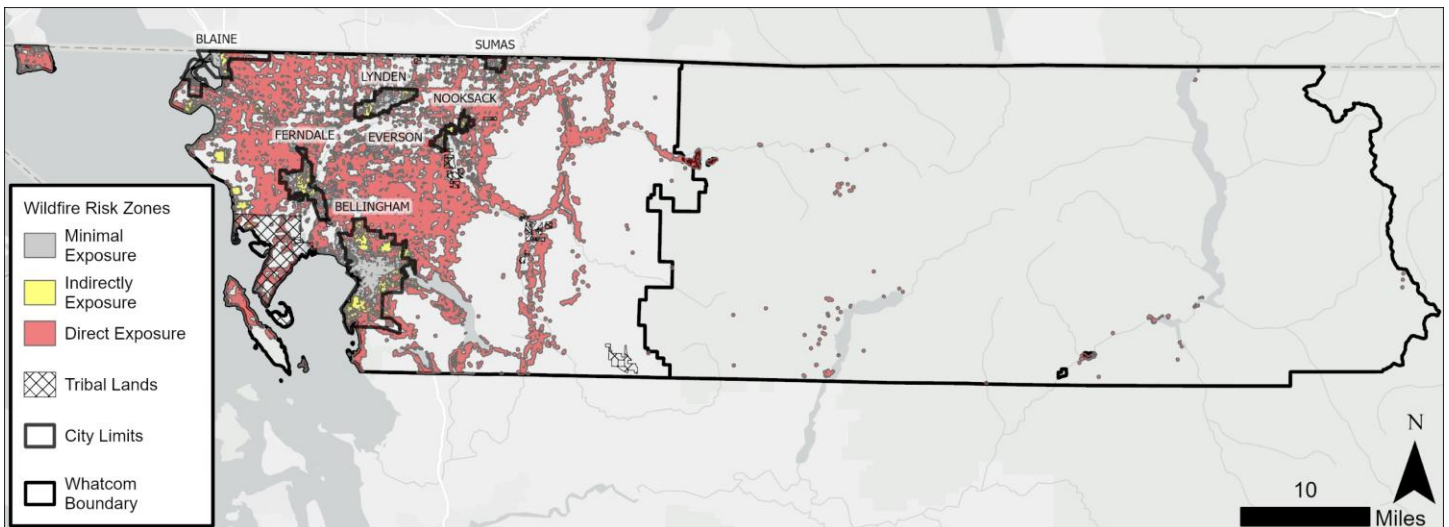 BLAINE
SUMAS
LYNDEN
NOOKSACK
FERNDALE
EVERSON
BELLINGHAM
Wildfire Risk Zones
Minimal
Exposure
Indirectly
Exposure
Direct Exposure
Tribal Lands
City Limits
Whatcom
Boundary
N
10
Miles